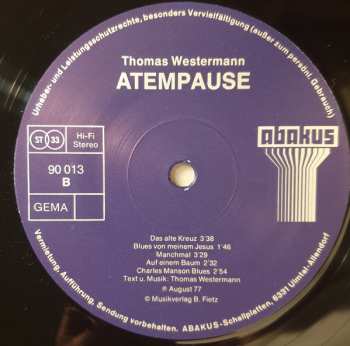 Urheber- und Leistungsschutzrechte, besonders Vervielfältigung (außer zum persönl. Gebrauch)
Thomas Westermann
ATEMPAUSE
ST 33
Hi-Fi
Stereo
90 013
B
GEMA
abakus
Das alte Kreuz 3'38
Blues von meinem Jesus 1'46
Manchmal 3'29
Auf einem Baum 2'32
Charles Manson Blues 2'54
Text u. Musik: Thomas Westermann
℗ August 77
© Musikverlag B. Fietz
Vermietung, Aufführung, Sendung vorbehalten. ABAKUS-Schallplatten, 6331 Ulmtal-Allendorf